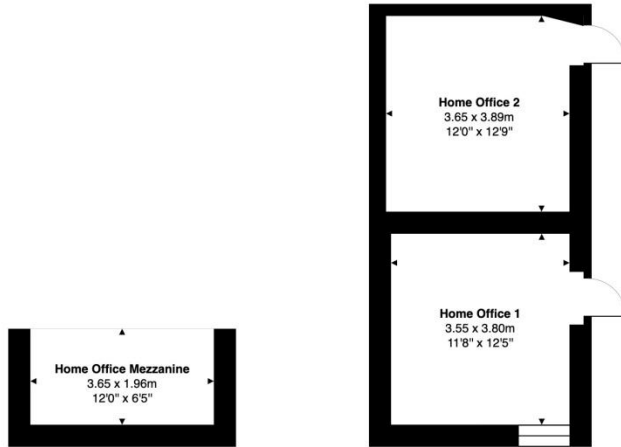 Home Office 2
3.65 x 3.89m
12'0" x 12'9"
Home Office 1
3.55 x 3.80m
11'8" x 12'5"
Home Office Mezzanine
3.65 x 1.96m
12'0" x 6'5"